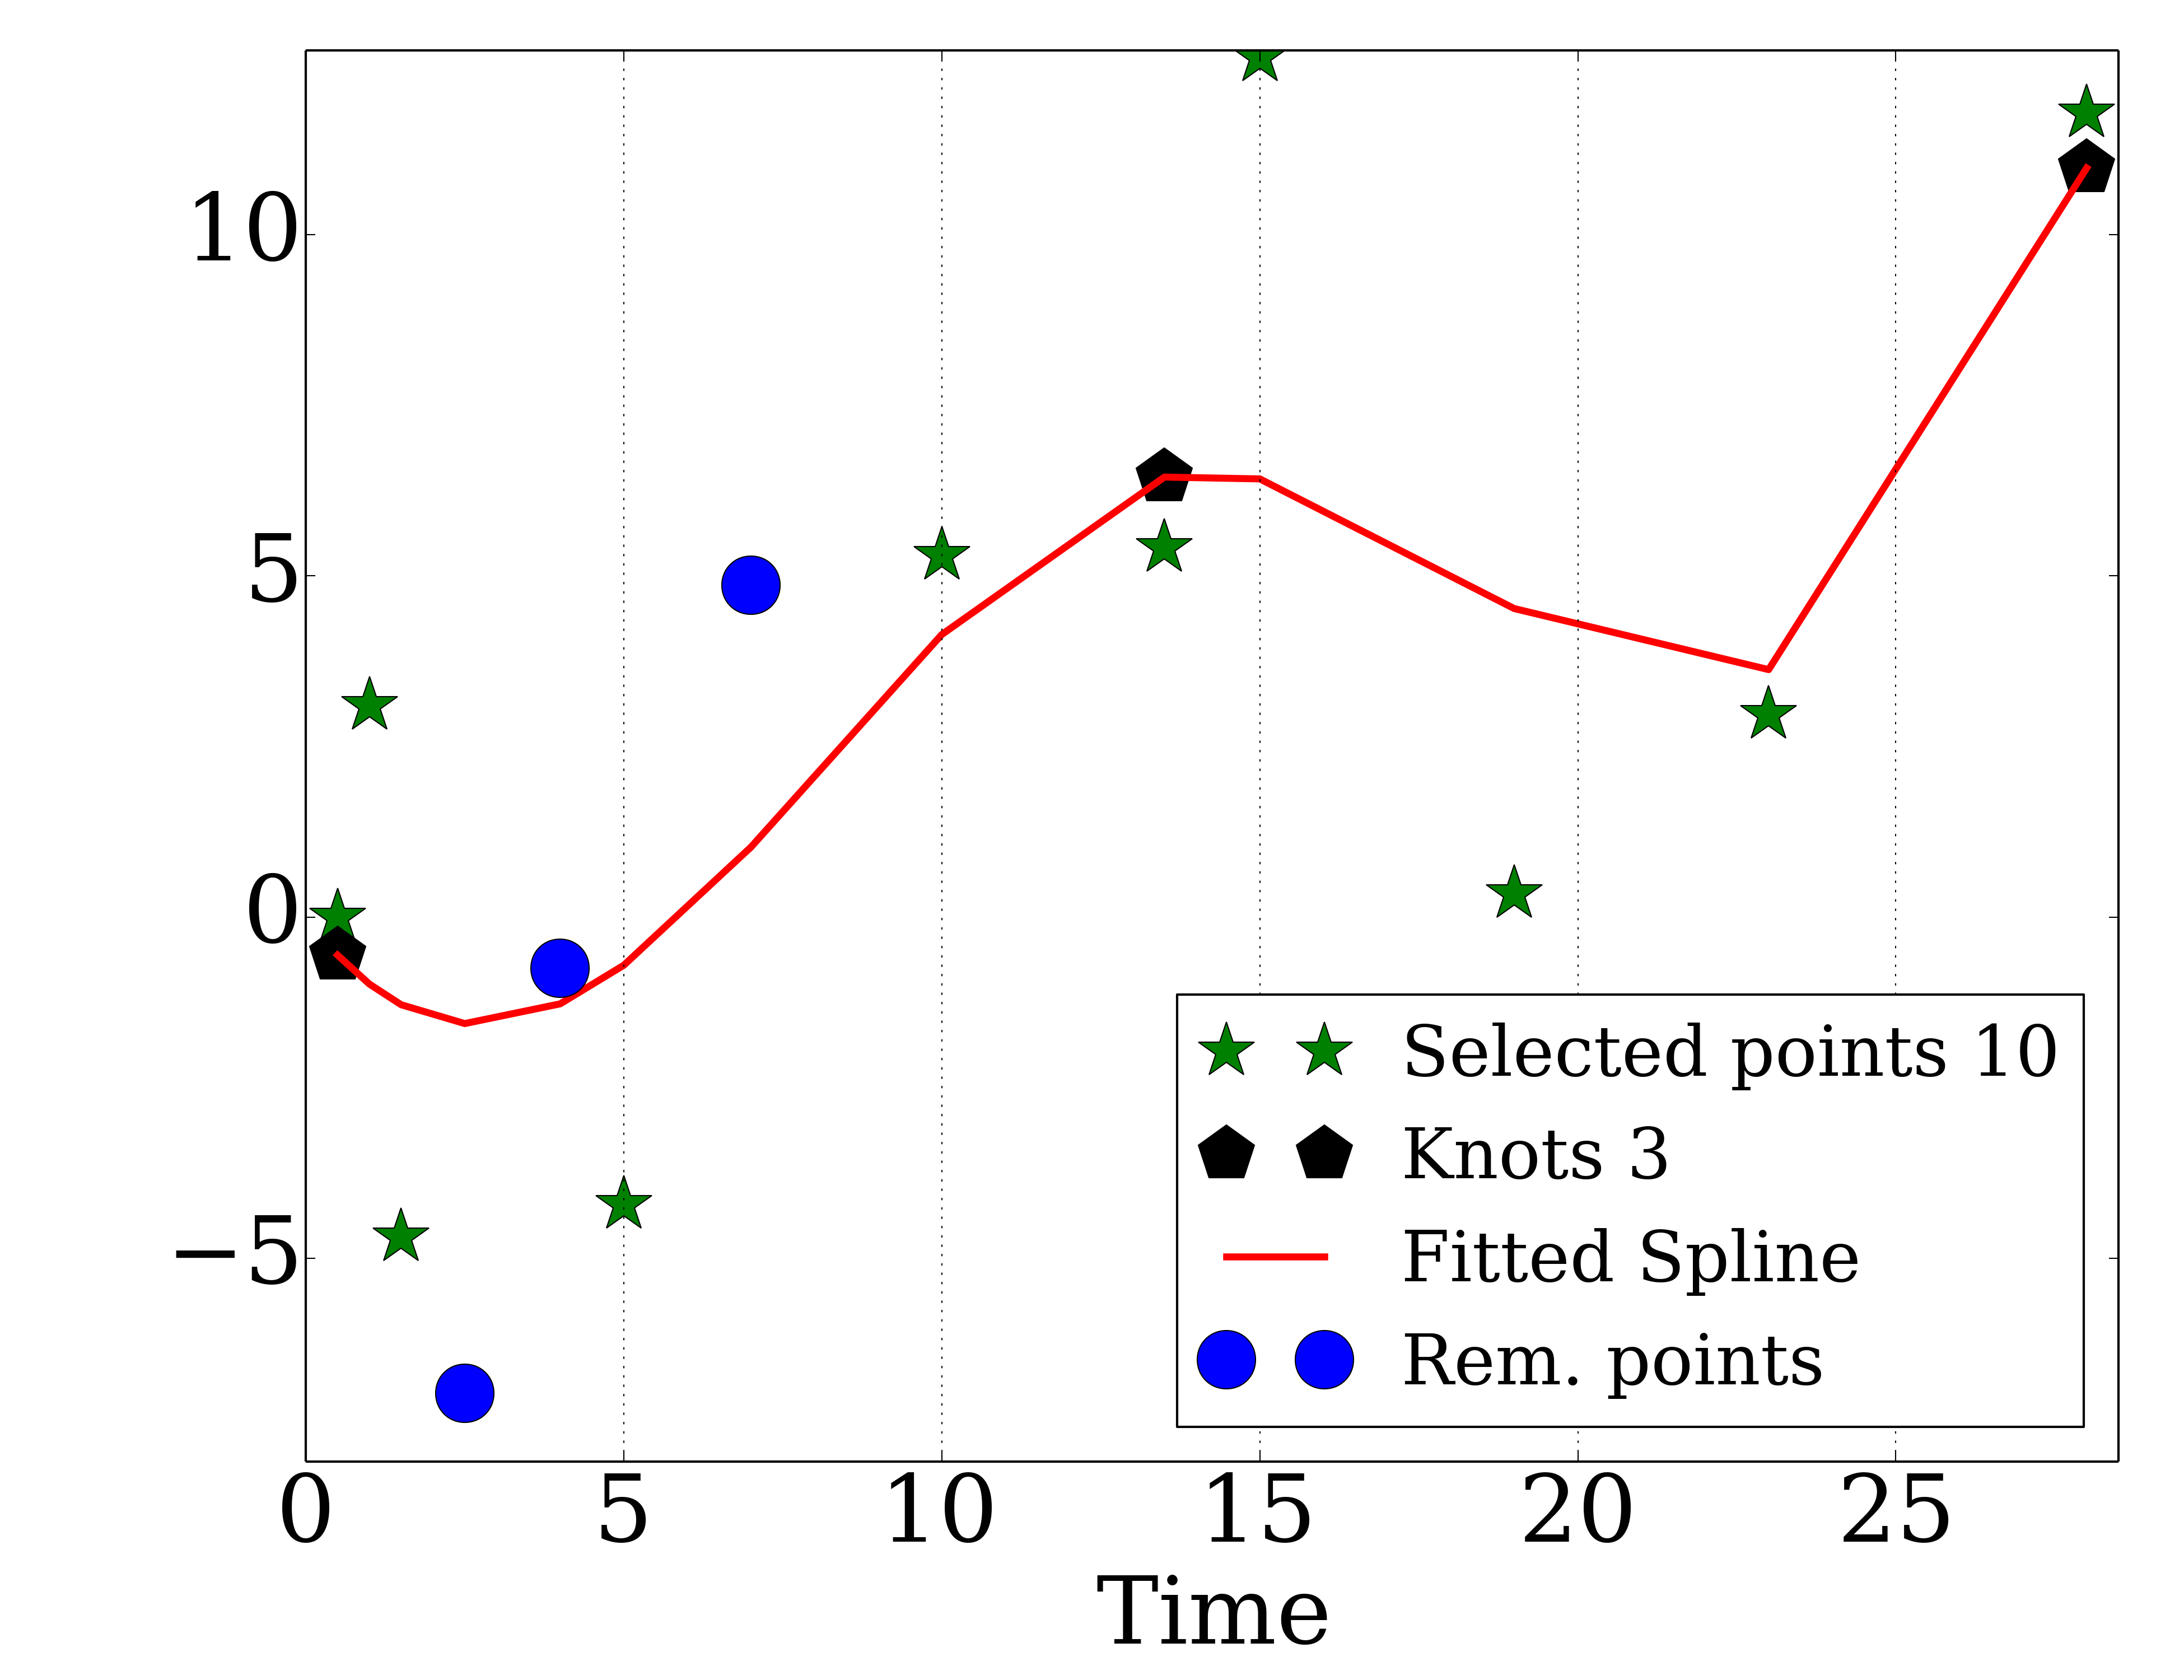 10
5
0
−5
Selected points 10
Knots 3
Fitted Spline
Rem. points
0 5 10 15 20 25
Time